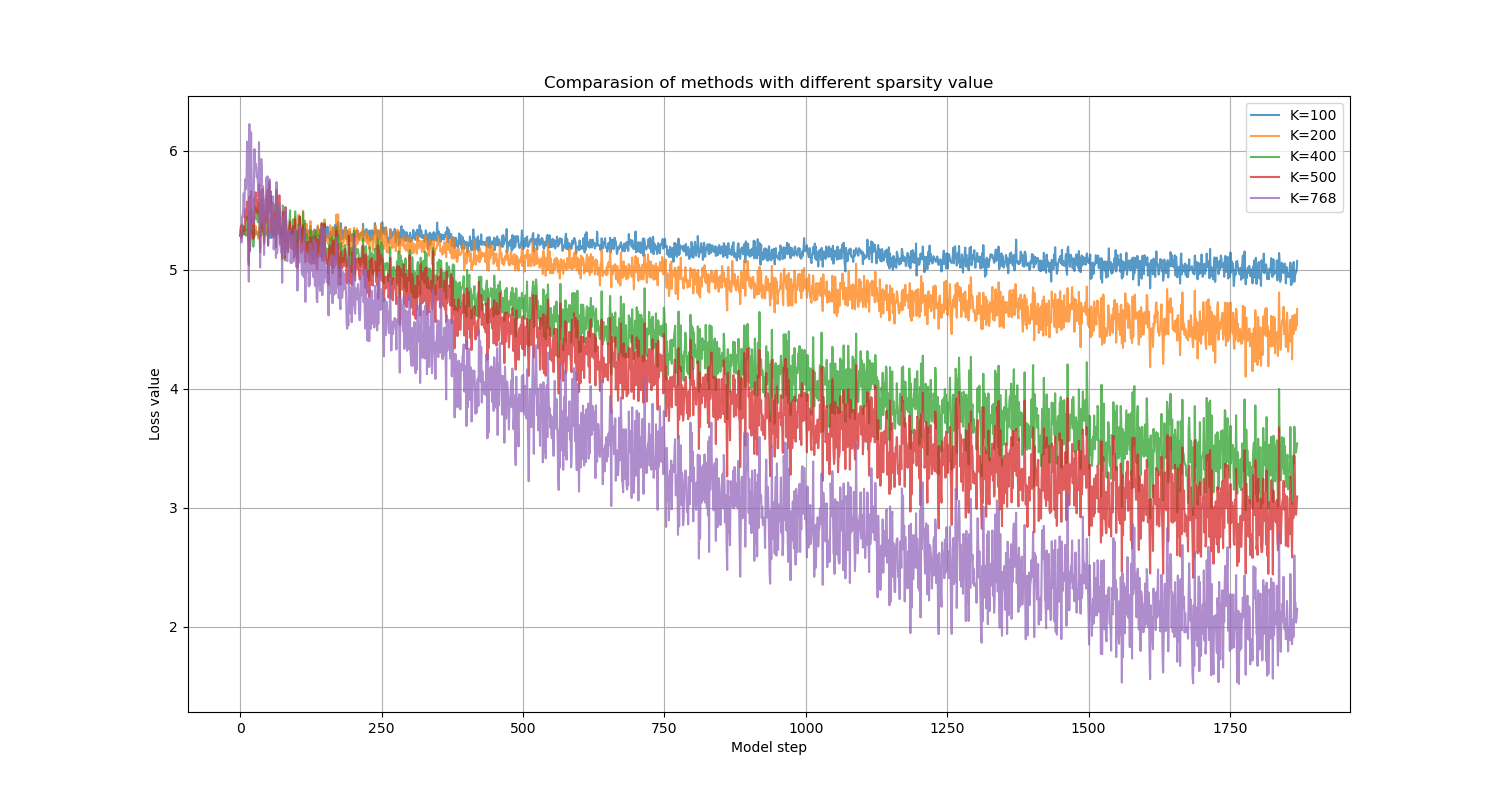 Comparasion of methods with different sparsity value
K=100
K=200
K=400
K=500
K=768
6
5
4
3
2
Loss value
0 250 500 750 1000 1250 1500 1750
Model step